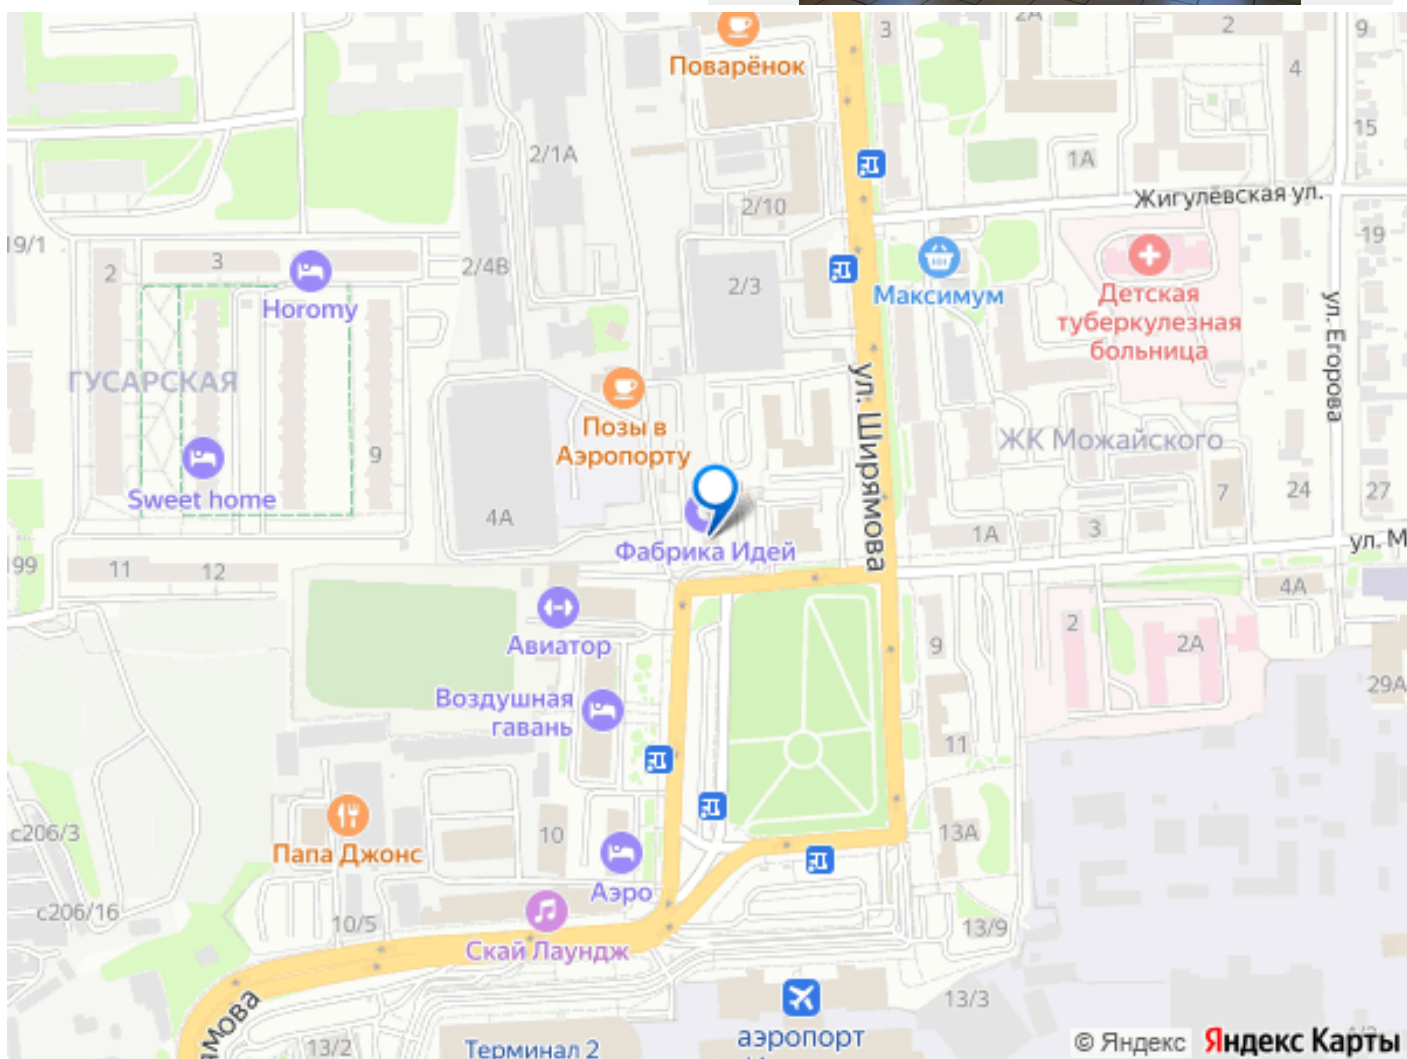 2А
3
2
9
Поварёнок
4
15
2/1А
1А
Жигулёвская ул.
2/10
19/1
19
3
2
2/4В
2/3
Horomy
Максимум
Детская
туберкулезная
больница
ул. Егорова
ГУСАРСКАЯ
ул. Ширямова
Позы в
Аэропорту
ЖК Можайского
9
Sweet home
7
24
27
4А
1А
3
Фабрика Идей
ул. М
99
11
12
4А
Авиатор
9
2
2А
29А
Воздушная
гавань
11
с206/3
10
13А
Папа Джонс
Аэро
с206/16
10/5
13/9
Скай Лаундж
ямова
13/3
аэропорт
13/2
Терминал 2
© Яндекс
Яндекс Карты